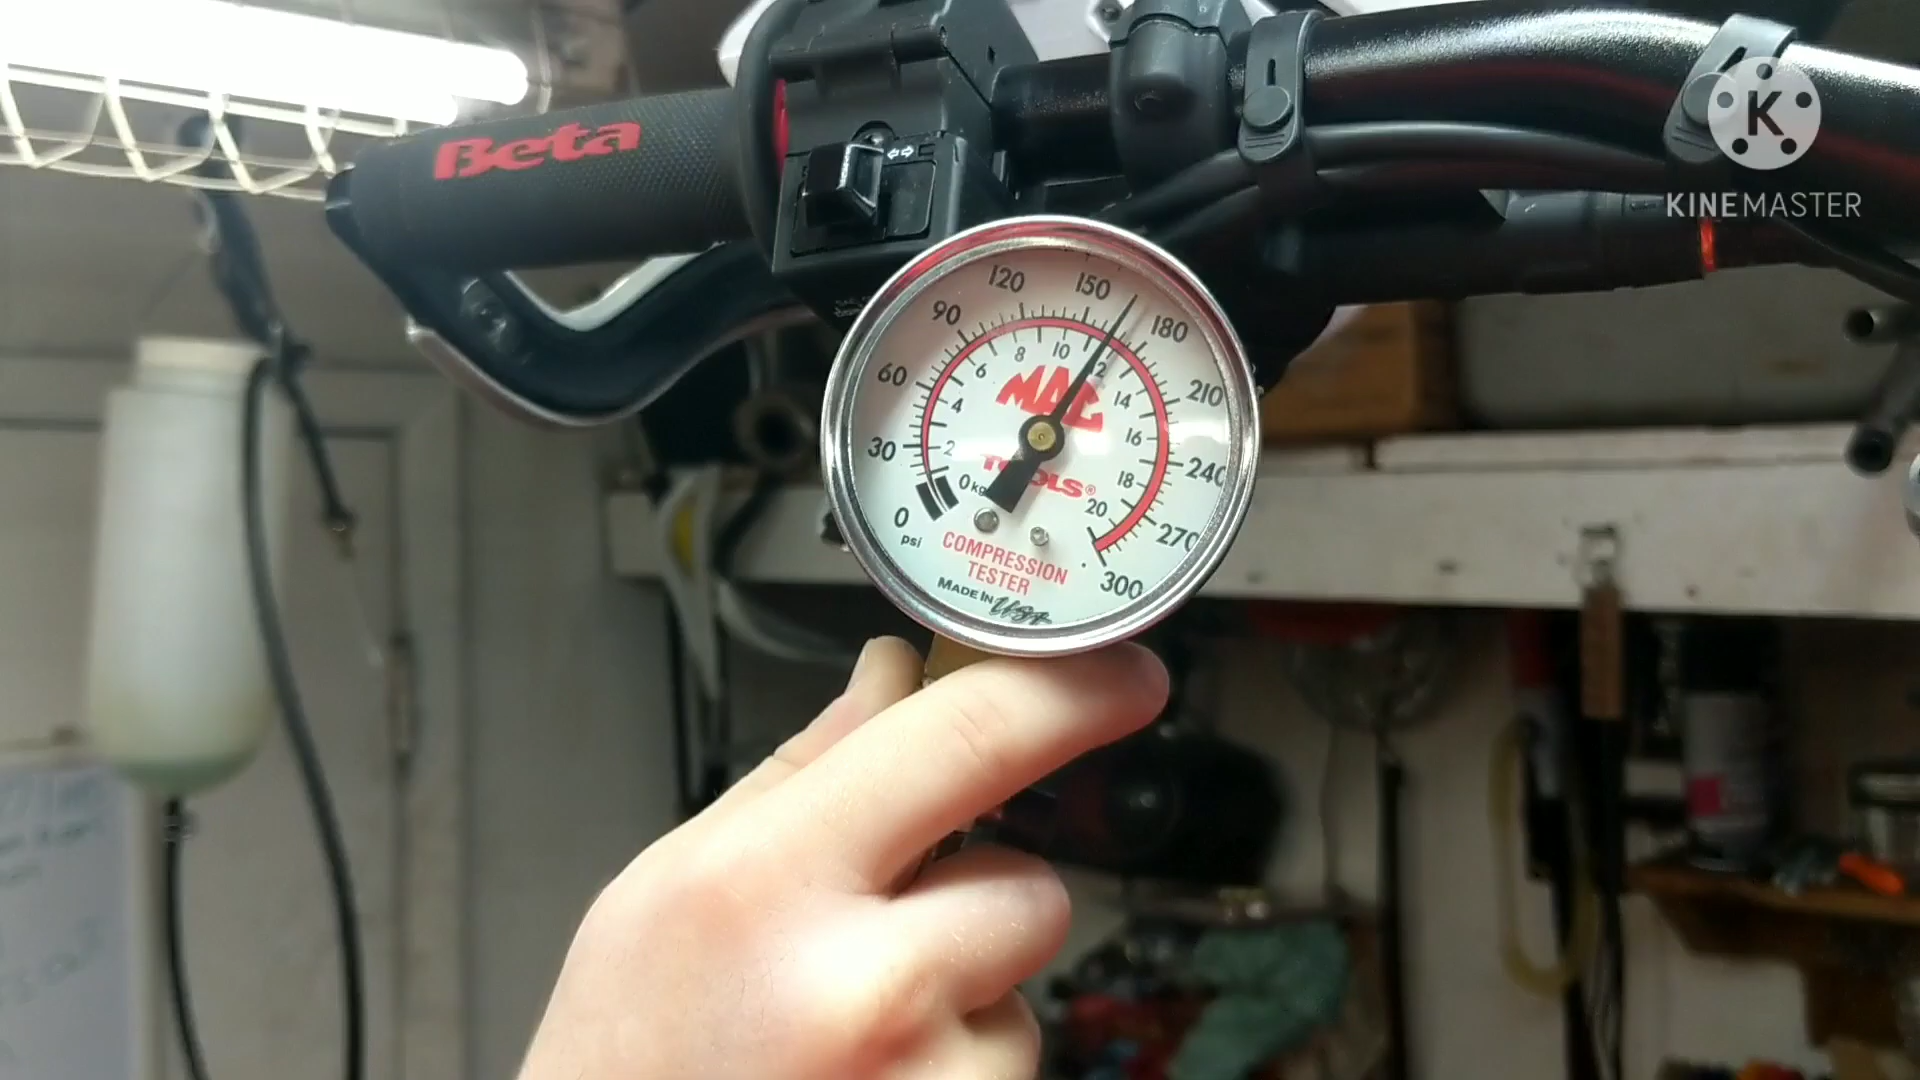 Beta
K
KINEMASTER
0
30
60
90
120
150
180
210
240
270
300
psi
0 kg
2
4
6
8
10
12
14
16
18
20
MAC
TOOLS®
COMPRESSION
TESTER
MADE IN USA